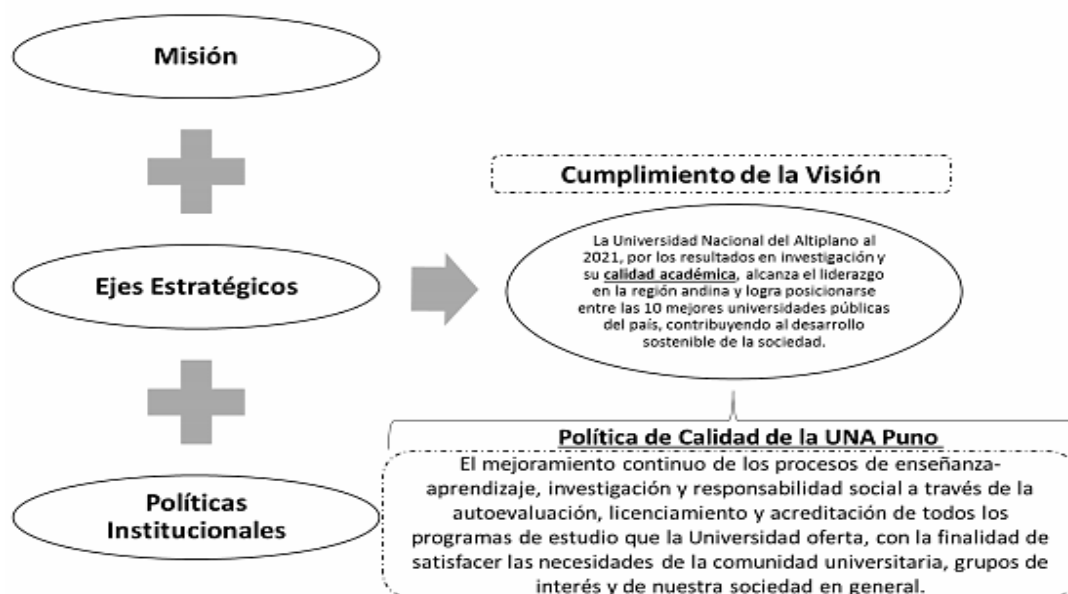 Misión
Ejes Estratégicos
Políticas
Institucionales
Cumplimiento de la Visión
La Universidad Nacional del Altiplano al
2021, por los resultados en investigación y
su calidad académica, alcanza el liderazgo
en la región andina y logra posicionarse
entre las 10 mejores universidades públicas
del país, contribuyendo al desarrollo
sostenible de la sociedad.
Política de Calidad de la UNA Puno
El mejoramiento continuo de los procesos de enseñanza-
aprendizaje, investigación y responsabilidad social a través de la
autoevaluación, licenciamiento y acreditación de todos los
programas de estudio que la Universidad oferta, con la finalidad de
satisfacer las necesidades de la comunidad universitaria, grupos de
interés y de nuestra sociedad en general.